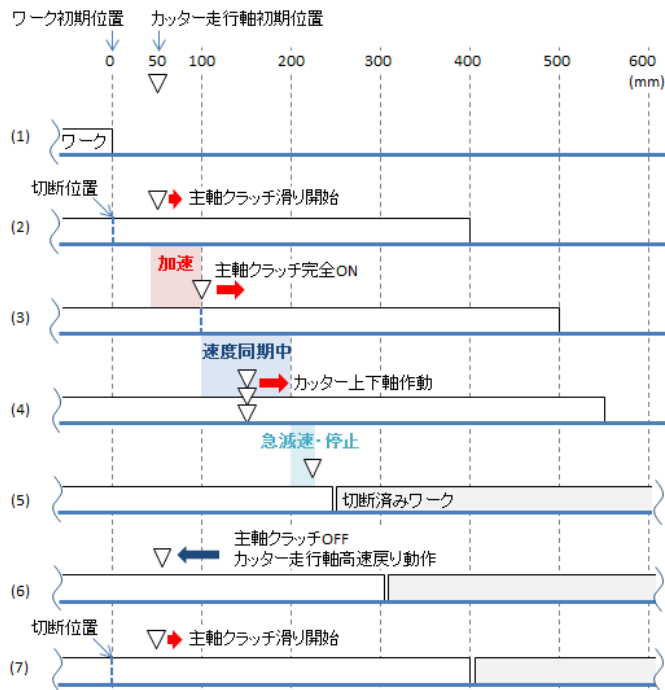 ワーク初期位置 カッター走行軸初期位置
0 50 100 200 300 400 500 600
(mm)
(1) ワーク
切断位置 主軸クラッチ滑り開始
(2)
加速 主軸クラッチ完全ON
(3)
速度同期中
カッター上下軸作動
(4)
急減速・停止
(5) 切断済みワーク
主軸クラッチOFF
カッター走行軸高速戻り動作
(6)
切断位置 主軸クラッチ滑り開始
(7)